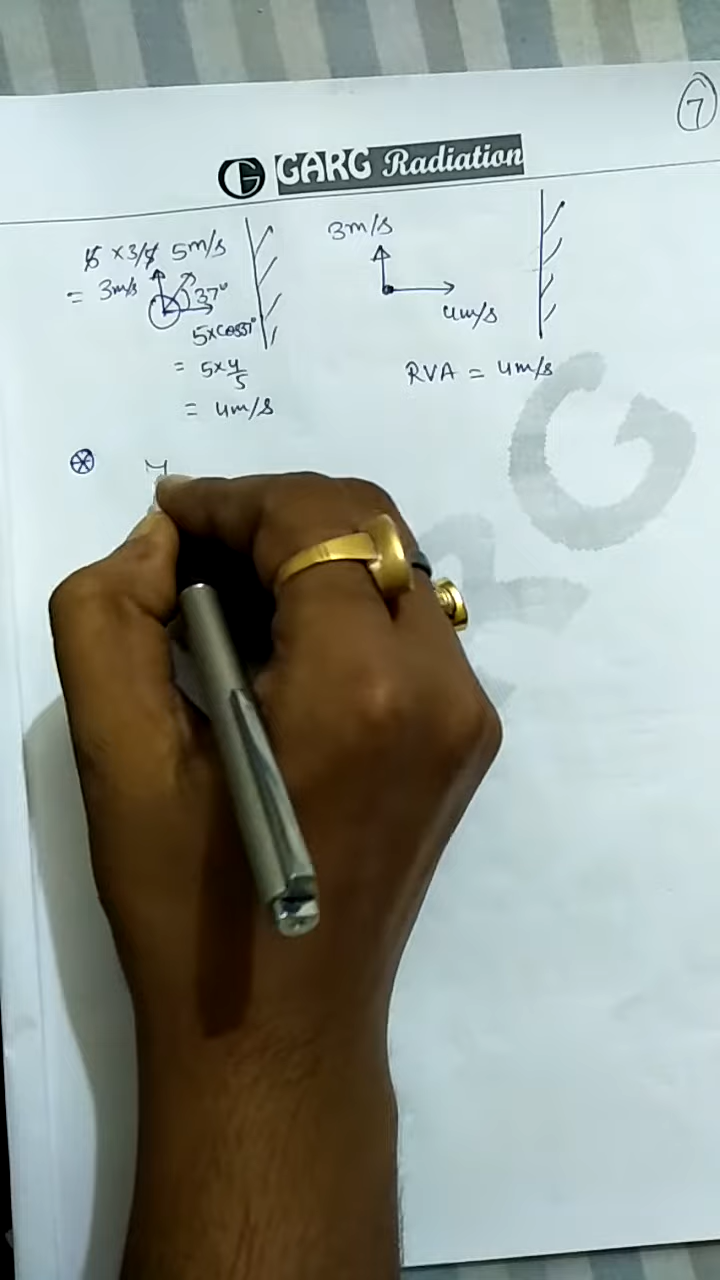 7
G GARG Radiation
5 ×3/5 5m/s
= 3m/s 37°
5×cos37°
= 5×4/5
= 4m/s
3m/s
4m/s
RVA = 4m/s